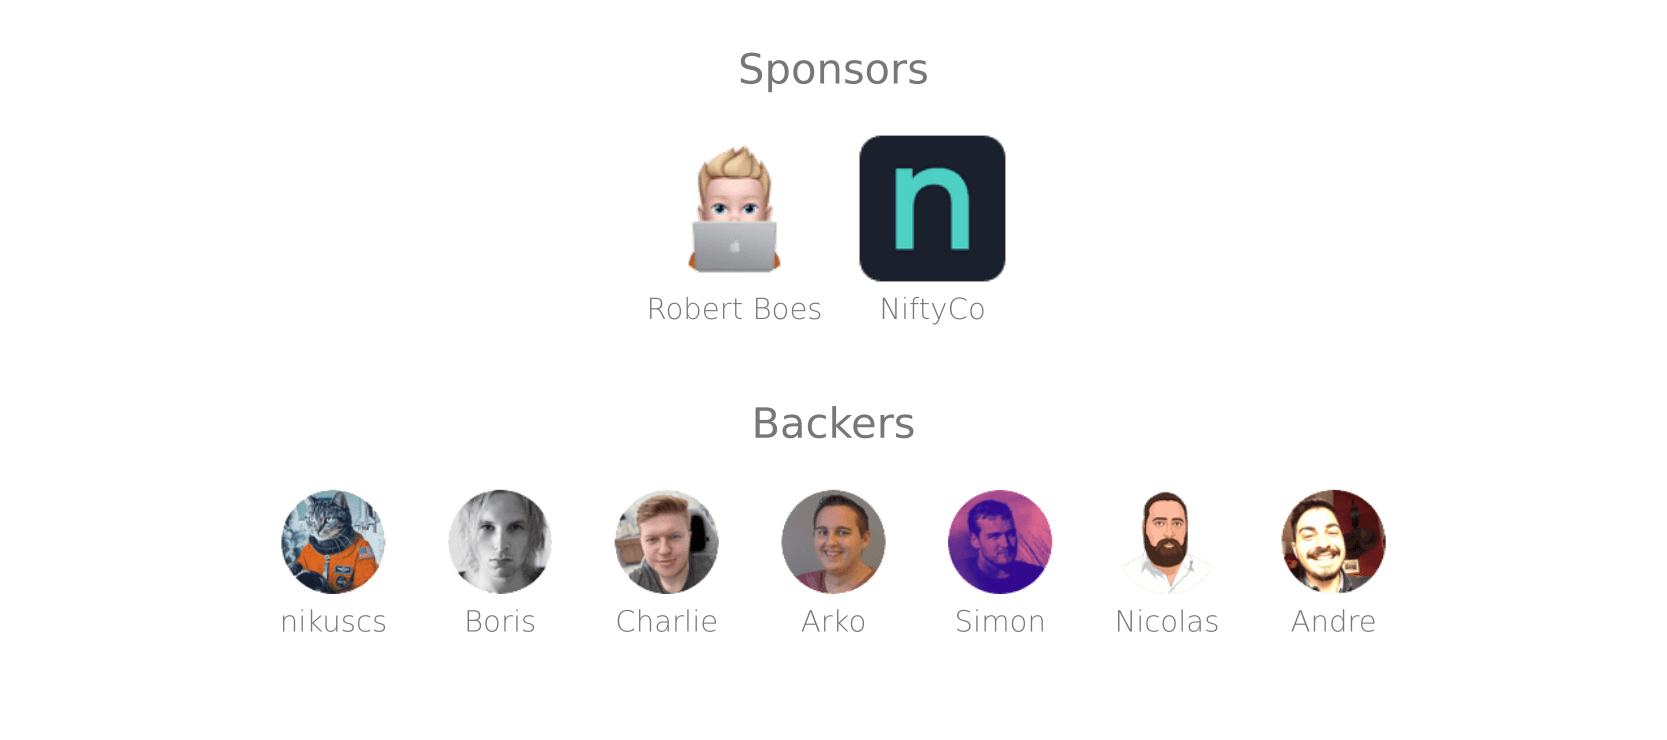 Sponsors
n
Robert Boes NiftyCo
Backers
nikuscs Boris Charlie Arko Simon Nicolas Andre